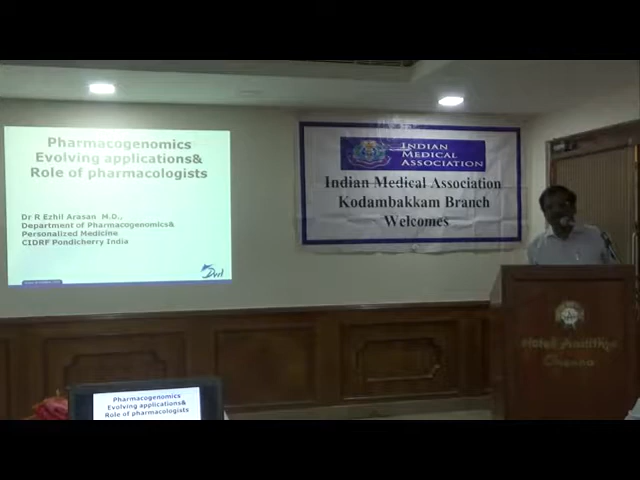 Pharmacogenomics
Evolving applications&
Role of pharmacologists
Dr R Ezhil Arasan M.D.,
Department of Pharmacogenomics&
Personalized Medicine
CIDRF Pondicherry India
INDIAN
MEDICAL
ASSOCIATION
Indian Medical Association
Kodambakkam Branch
Welcomes
Hotel
Chennai
Pharmacogenomics
Evolving applications&
Role of pharmacologists